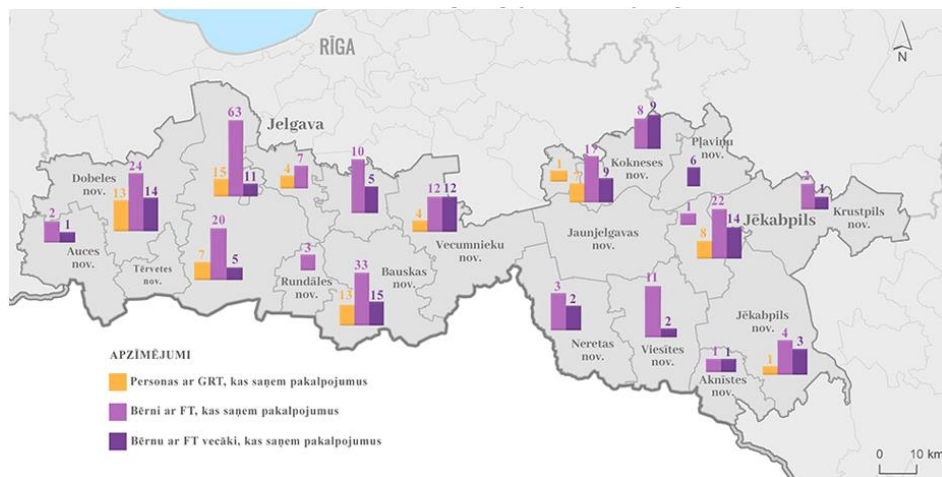 RĪGA
N
63
Jelgava
8 9
24
7
10
17
Kokneses
nov.
Pļaviņu
nov.
Dobeles
nov.
13
14
15
11
4
5
1
7
9
6
2
1
Krustpils
nov.
2
1
20
12 12
4
1
22
Jēkabpils
Auces
nov.
Tērvetes
nov.
7
5
3
Rundāles
nov.
33
Bauskas
nov.
Vecumnieku
nov.
Jaunjelgavas
nov.
8
14
13
15
3
2
Neretas
nov.
11
2
Viesītes
nov.
Jēkabpils
nov.
1 1
Aknīstes
nov.
1
4
3
APZĪMĒJUMI
Personas ar GRT, kas saņem pakalpojumus
Bērni ar FT, kas saņem pakalpojumus
Bērnu ar FT vecāki, kas saņem pakalpojumus
0 10 km